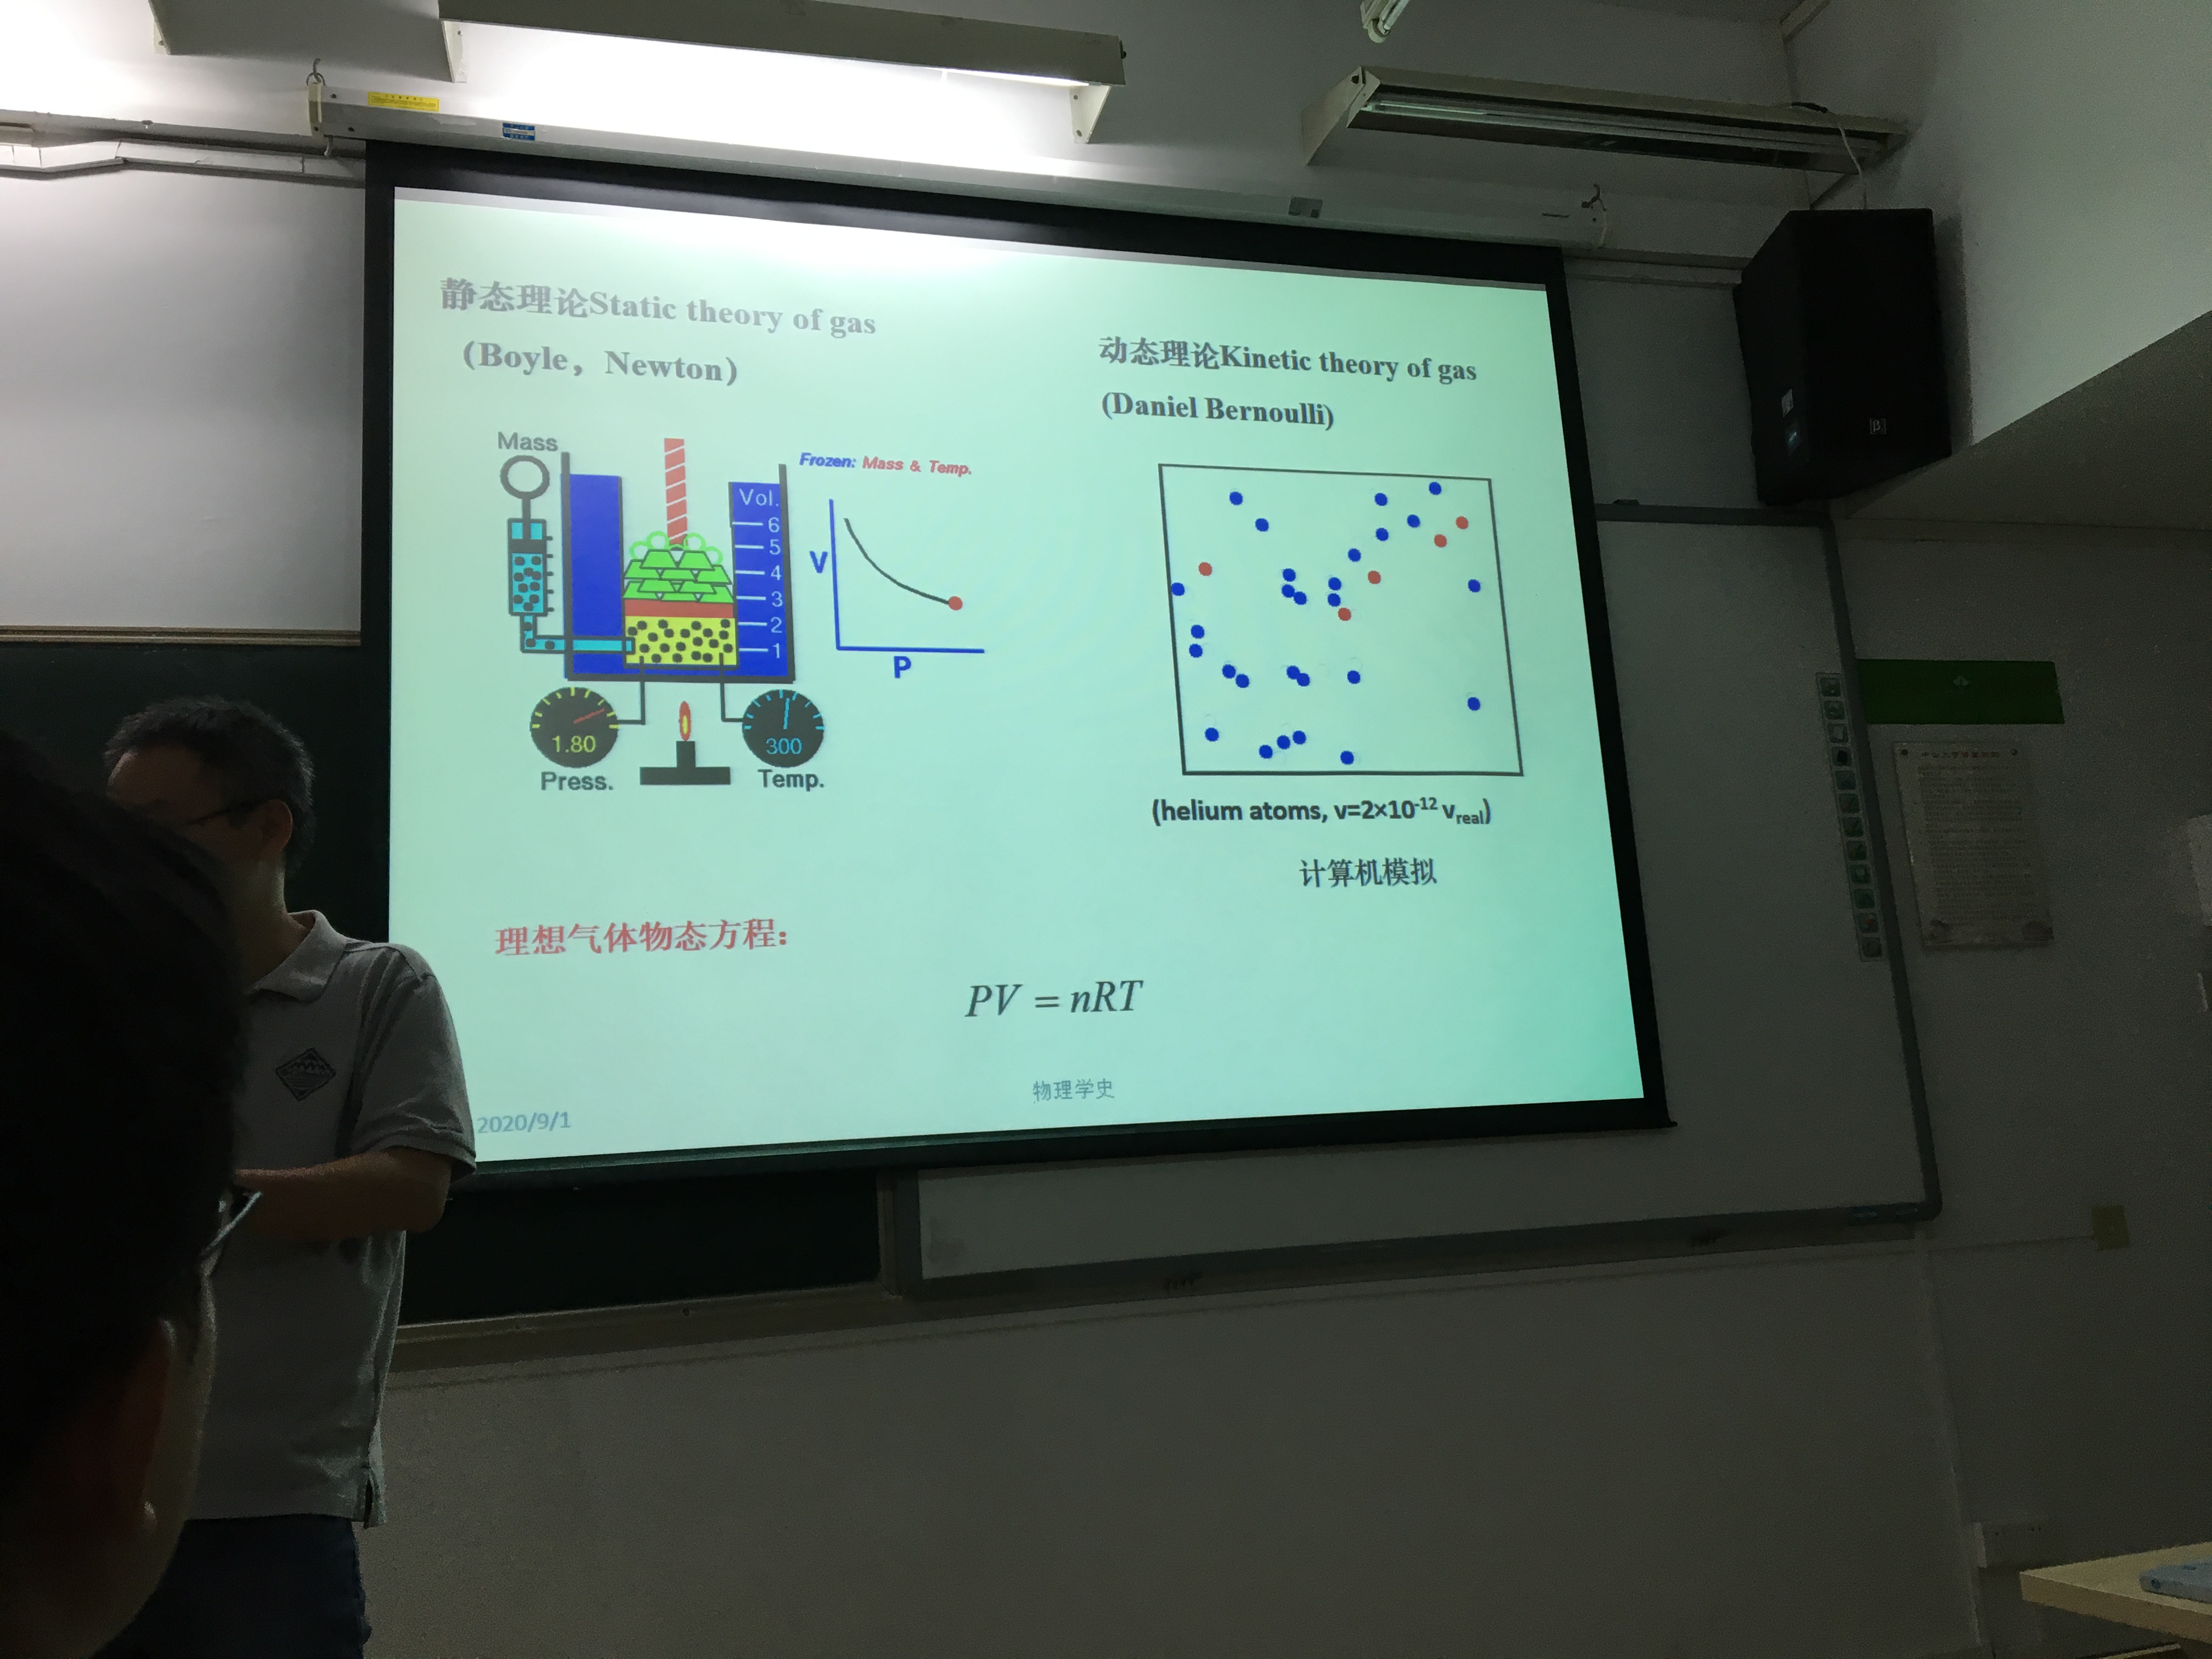 静态理论Static theory of gas
(Boyle，Newton)
动态理论Kinetic theory of gas
(Daniel Bernoulli)
Mass
Frozen: Mass & Temp.
Vol.
6
5
4
3
2
1
V
P
1.80
300
Press.
Temp.
(helium atoms, v=2×10⁻¹² vreal)
计算机模拟
理想气体物态方程：
PV = nRT
物理学史
2020/9/1
β